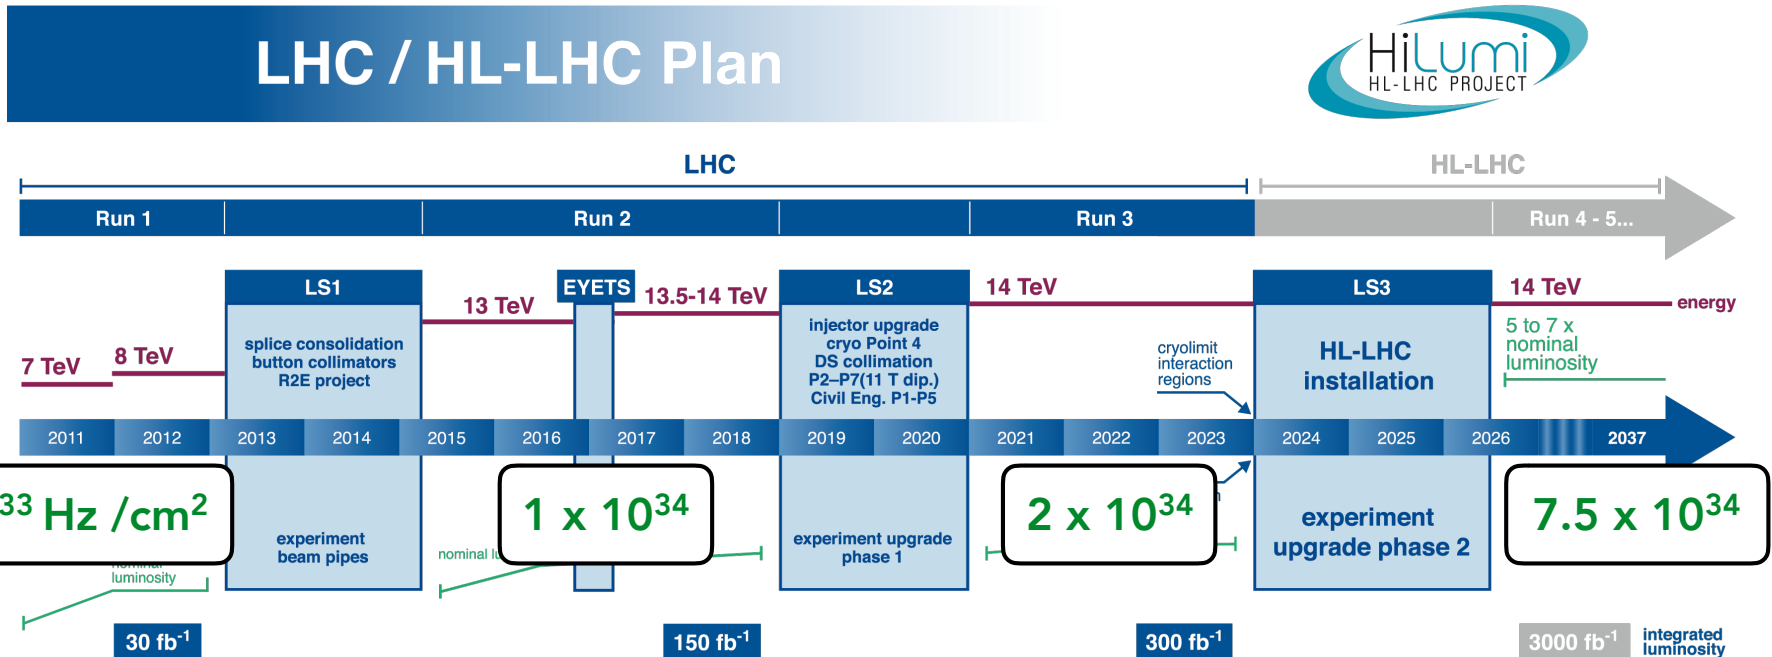 LHC / HL-LHC Plan
HiLumi
HL-LHC PROJECT
LHC
HL-LHC
Run 1
Run 2
Run 3
Run 4 - 5...
LS1
EYETS
LS2
LS3
13 TeV
13.5-14 TeV
14 TeV
14 TeV
energy
7 TeV
8 TeV
splice consolidation
button collimators
R2E project
injector upgrade
cryo Point 4
DS collimation
P2–P7(11 T dip.)
Civil Eng. P1-P5
cryolimit
interaction
regions
HL-LHC
installation
5 to 7 x
nominal
luminosity
2011 2012 2013 2014 2015 2016 2017 2018 2019 2020 2021 2022 2023 2024 2025 2026 2037
33 Hz /cm2
1 x 10³⁴
2 x 10³⁴
7.5 x 10³⁴
experiment
beam pipes
nominal
luminosity
nominal
experiment upgrade
phase 1
experiment
upgrade phase 2
30 fb⁻¹
150 fb⁻¹
300 fb⁻¹
3000 fb⁻¹
integrated
luminosity